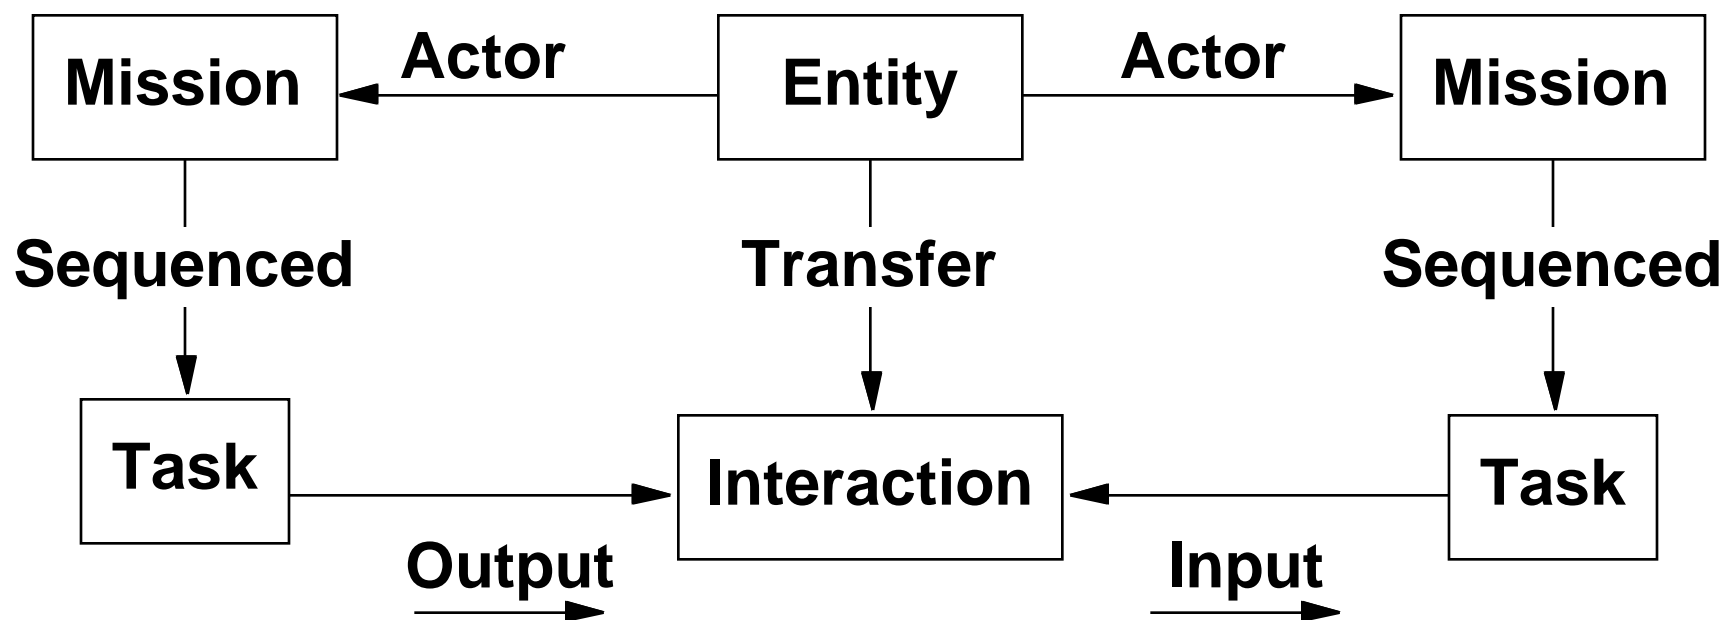 Mission
Actor
Entity
Actor
Mission
Sequenced
Transfer
Sequenced
Task
Interaction
Task
Output
Input